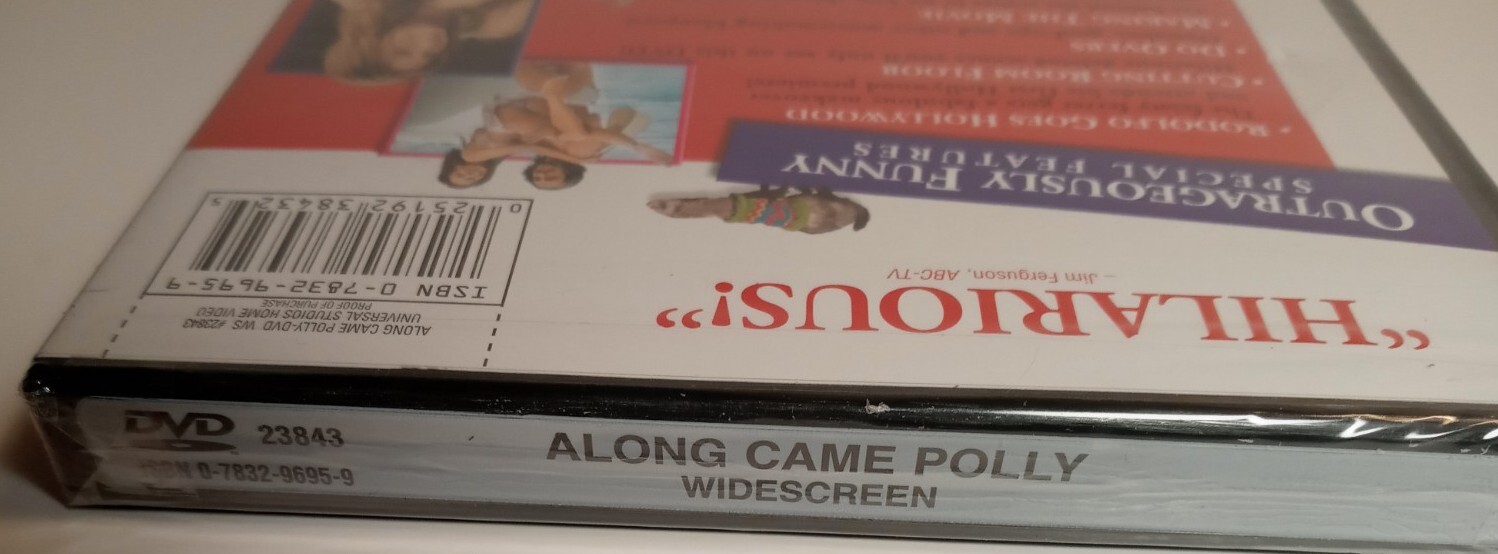 • MAKING THE MOVIE
• DO OVERS
• CUTTING ROOM FLOOR
• RODOLFO GOES HOLLYWOOD
OUTRAGEOUSLY FUNNY
SPECIAL FEATURES
"HILARIOUS!"
– Jim Ferguson, ABC-TV
ALONG CAME POLLY-DVD WS #23843
UNIVERSAL STUDIOS HOME VIDEO
PROOF OF PURCHASE
ISBN 0-7832-9695-9
0 25192 38432 5
DVD 23843
ISBN 0-7832-9695-9
ALONG CAME POLLY
WIDESCREEN